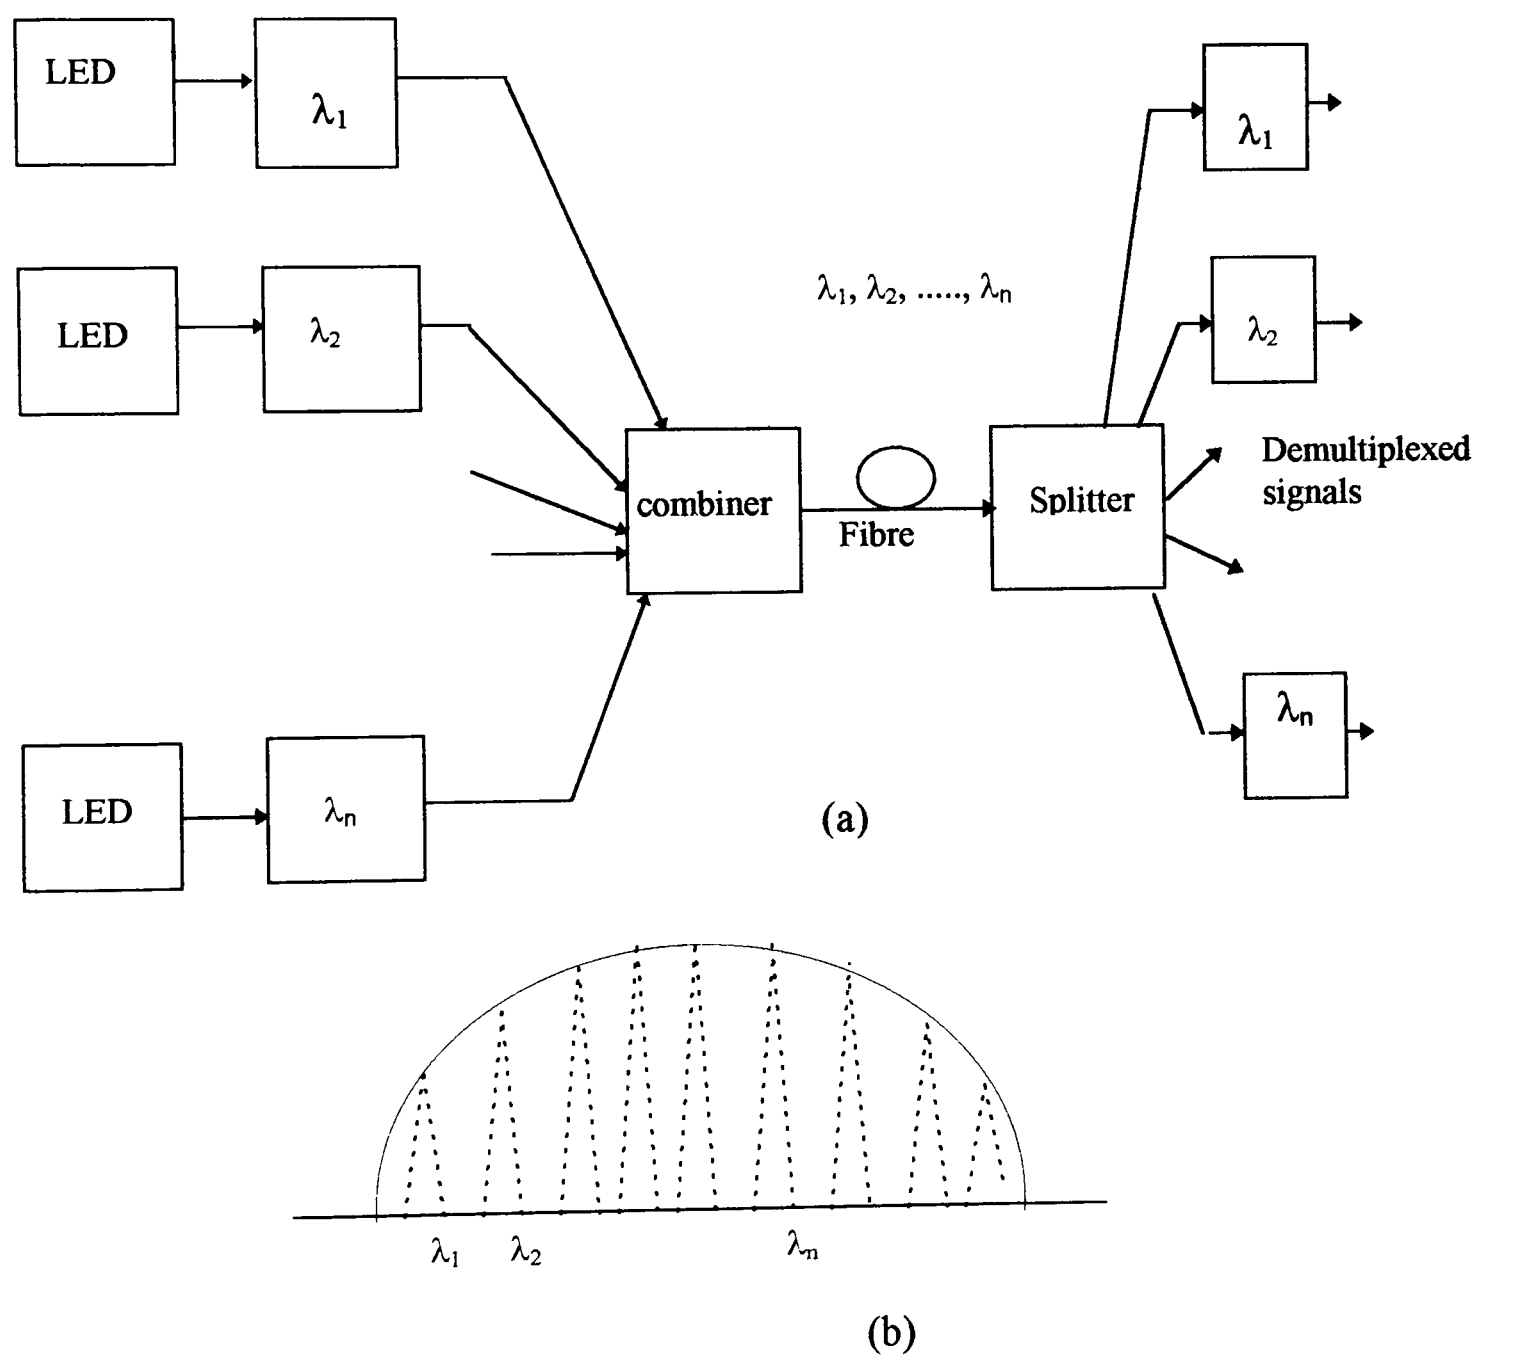 LED
λ1
λ1
LED
λ2
λ1, λ2, ....., λn
λ2
combiner
Fibre
Splitter
Demultiplexed
signals
LED
λn
λn
(a)
λ1 λ2 λn
(b)